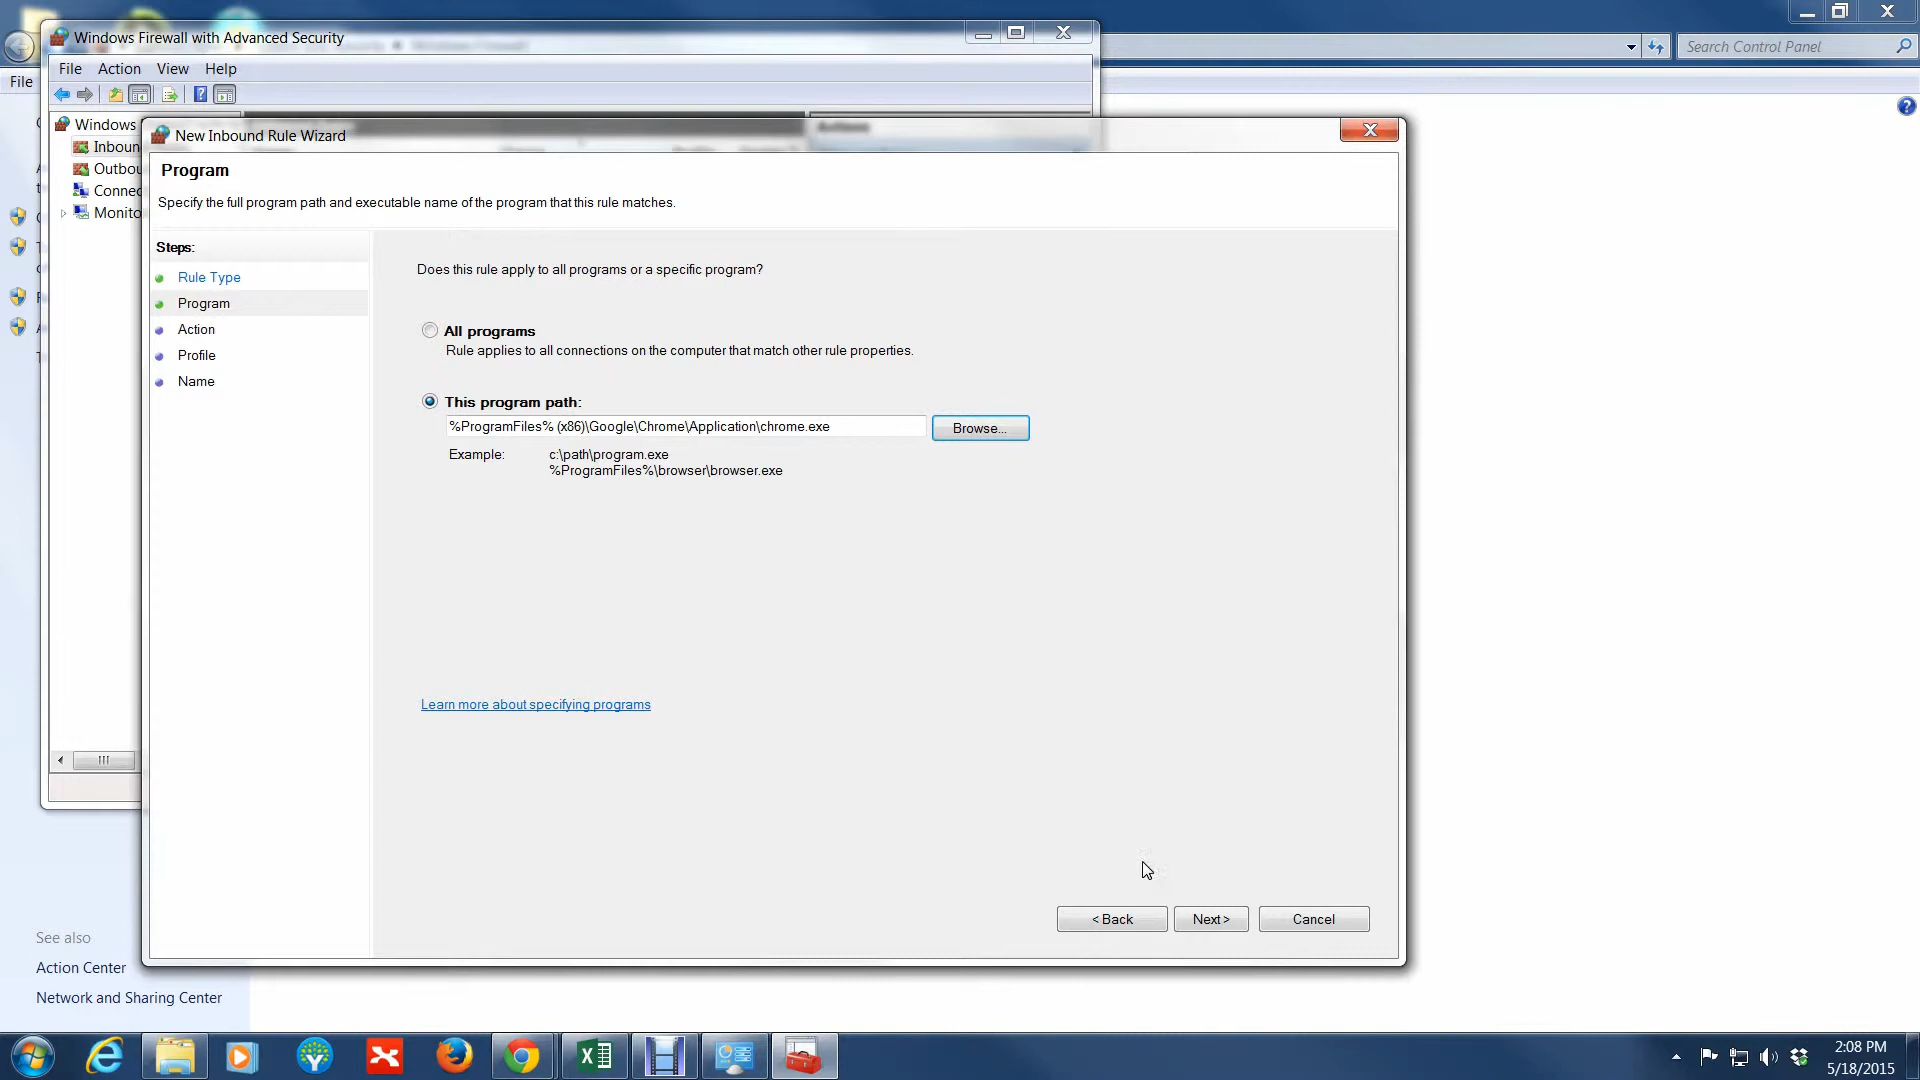 Windows Firewall with Advanced Security
Search Control Panel
File Action View Help
File
Windows
Inboun
Outbou
Connec
Monito
Actions
New Inbound Rule Wizard
Program
Specify the full program path and executable name of the program that this rule matches.
Steps:
Rule Type
Program
Action
Profile
Name
Does this rule apply to all programs or a specific program?
All programs
Rule applies to all connections on the computer that match other rule properties.
This program path:
%ProgramFiles% (x86)\Google\Chrome\Application\chrome.exe
Browse...
Example: c:\path\program.exe
%ProgramFiles%\browser\browser.exe
Learn more about specifying programs
< Back
Next >
Cancel
See also
Action Center
Network and Sharing Center
2:08 PM
5/18/2015